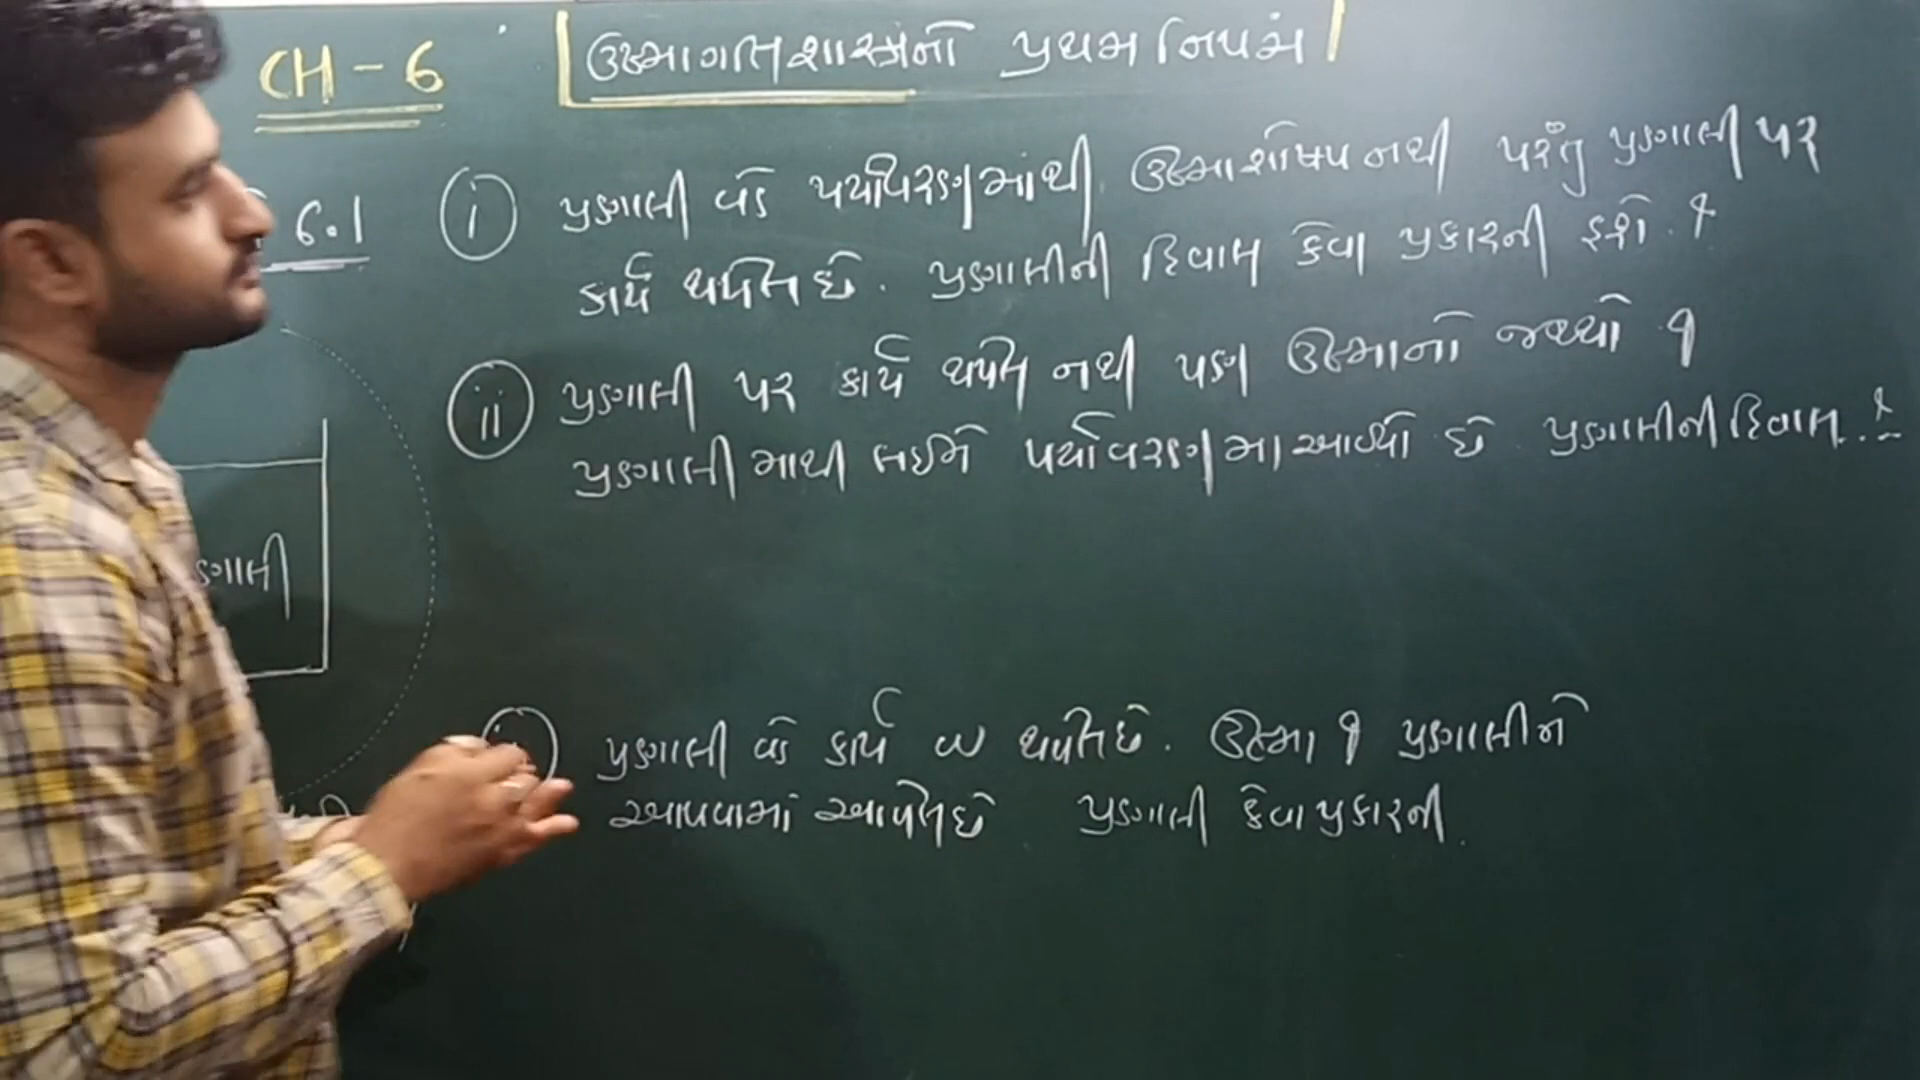 CH - 6
ઉષ્માગતિશાસ્ત્રનો પ્રથમ નિયમ
6.1
(i) પ્રણાલી વડે પર્યાવરણમાંથી ઉષ્માશોષણ નથી પરંતુ પ્રણાલી પર
કાર્ય થયેલ છે. પ્રણાલીની દિવાલ કેવા પ્રકારની હશે. ?
(ii) પ્રણાલી પર કાર્ય થયેલ નથી પણ ઉષ્માનો જથ્થો q
પ્રણાલીમાથી લઈને પર્યાવરણમા આપ્યો છે પ્રણાલીની દિવાલ..?
ણાલી
પ્રણાલી વડે કાર્ય w થયેલ છે. ઉષ્મા q પ્રણાલીને
આપવામાં આવેલ છે પ્રણાલી કેવા પ્રકારની.